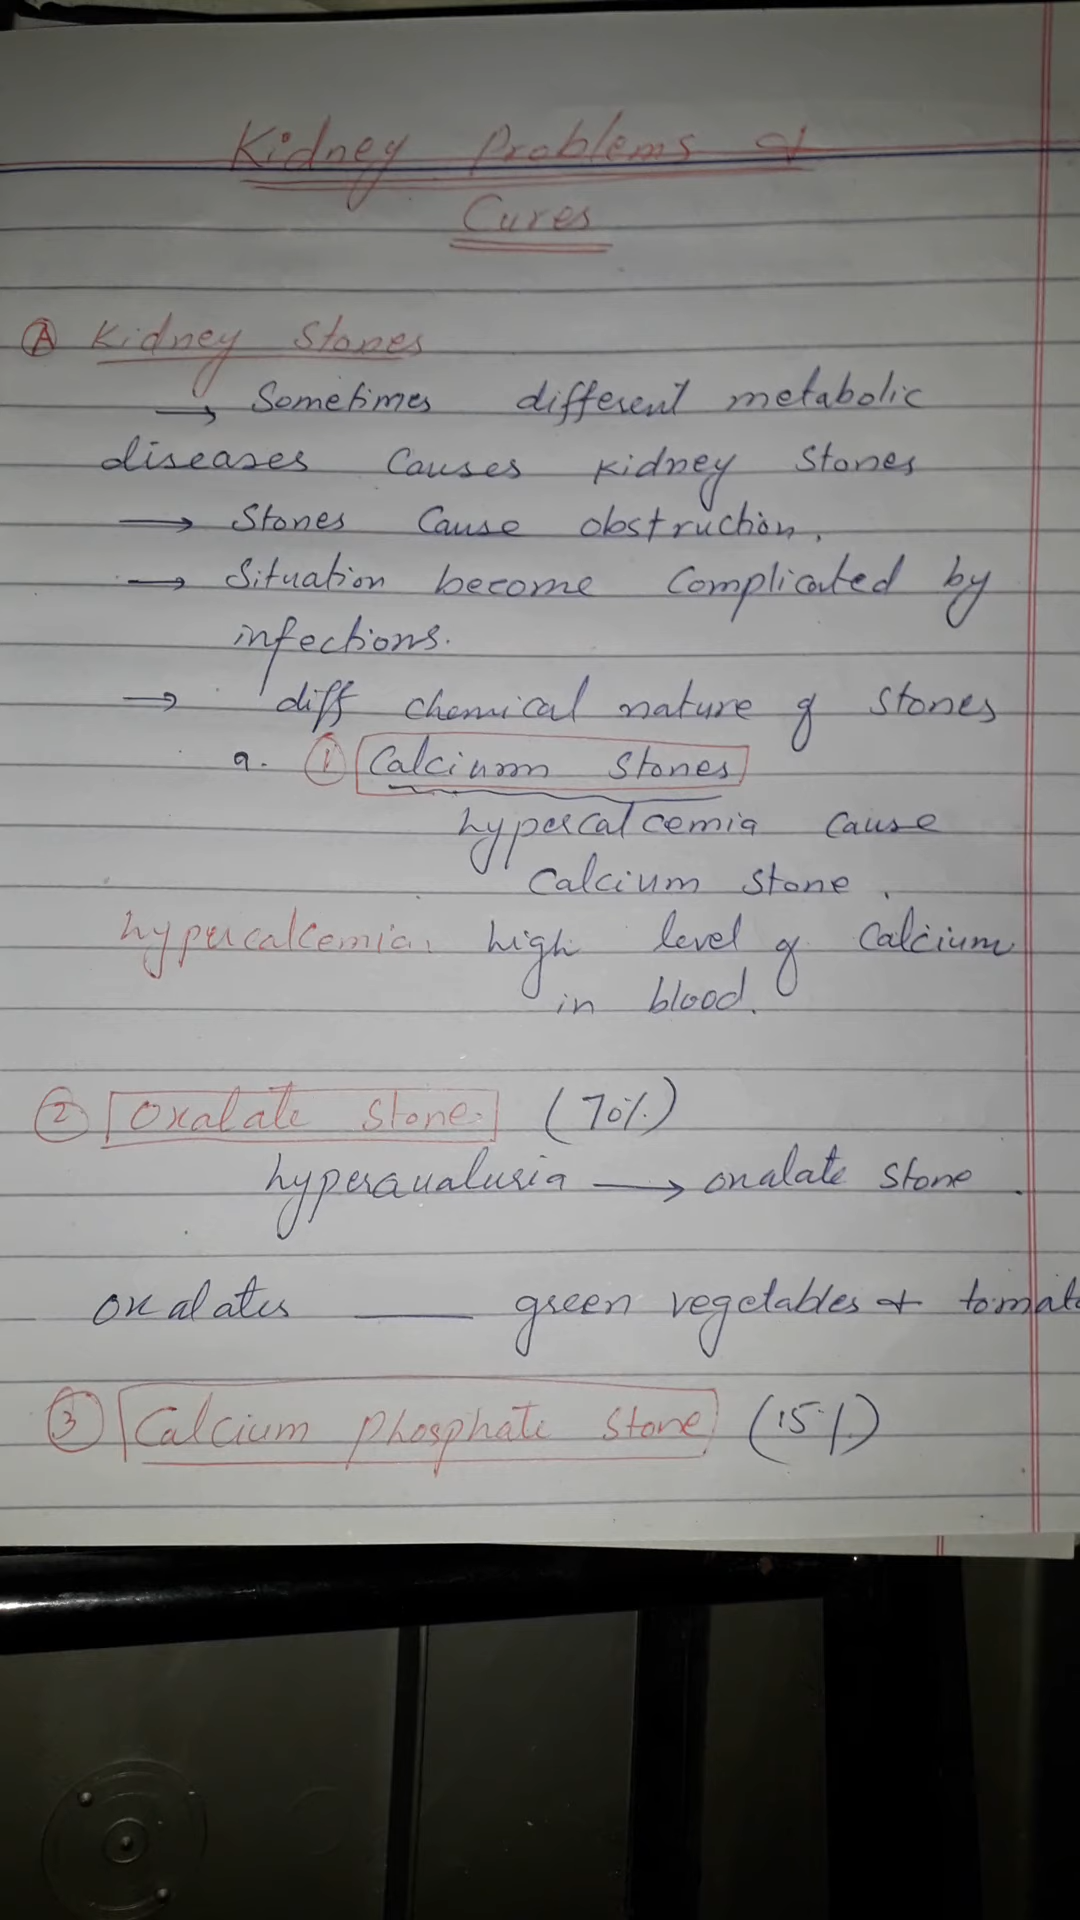 Kidney Problems &
Cures
Ⓐ Kidney Stones
→ Sometimes different metabolic
diseases Causes kidney Stones
→ Stones Cause obstruction.
→ Situation become Complicated by
infections.
→ diff chemical nature of Stones
a. ① Calcium Stones
hypercalcemia Cause
Calcium Stone.
hypercalcemia. high level of Calcium
in blood.
② Oxalate Stone. (70%)
→ oxalate Stone.
oxalates — green vegetables &
③ Calcium Phosphate Stone (15%)